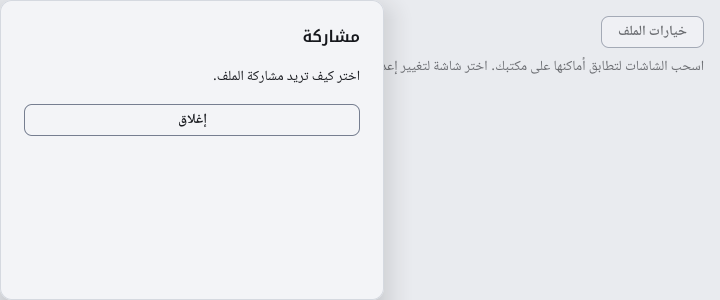 خيارات الملف
اسحب الشاشات لتطابق أماكنها على مكتبك. اختر شاشة لتغيير
مشاركة
اختر كيف تريد مشاركة الملف.
إغلاق